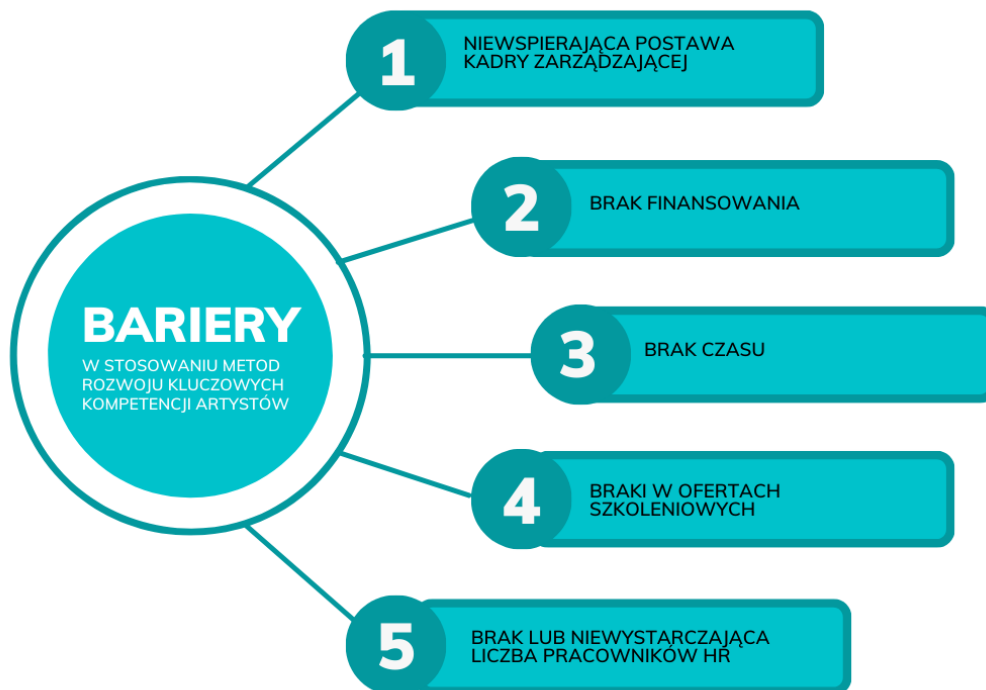 1
NIEWSPIERAJĄCA POSTAWA
KADRY ZARZĄDZAJĄCEJ
2
BRAK FINANSOWANIA
BARIERY
W STOSOWANIU METOD
ROZWOJU KLUCZOWYCH
KOMPETENCJI ARTYSTÓW
3
BRAK CZASU
4
BRAKI W OFERTACH
SZKOLENIOWYCH
5
BRAK LUB NIEWYSTARCZAJĄCA
LICZBA PRACOWNIKÓW HR